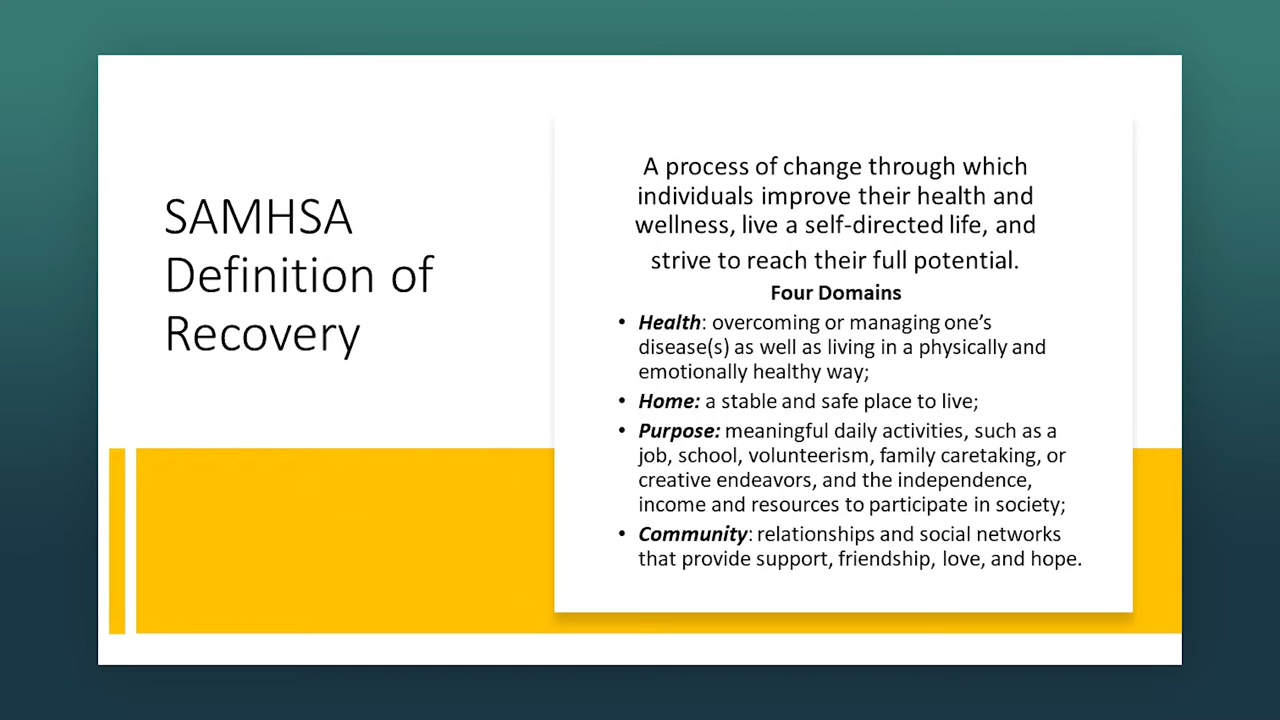 SAMHSA
Definition of
Recovery
A process of change through which
individuals improve their health and
wellness, live a self-directed life, and
strive to reach their full potential.
Four Domains
• Health: overcoming or managing one’s
disease(s) as well as living in a physically and
emotionally healthy way;
• Home: a stable and safe place to live;
• Purpose: meaningful daily activities, such as a
job, school, volunteerism, family caretaking, or
creative endeavors, and the independence,
income and resources to participate in society;
• Community: relationships and social networks
that provide support, friendship, love, and hope.